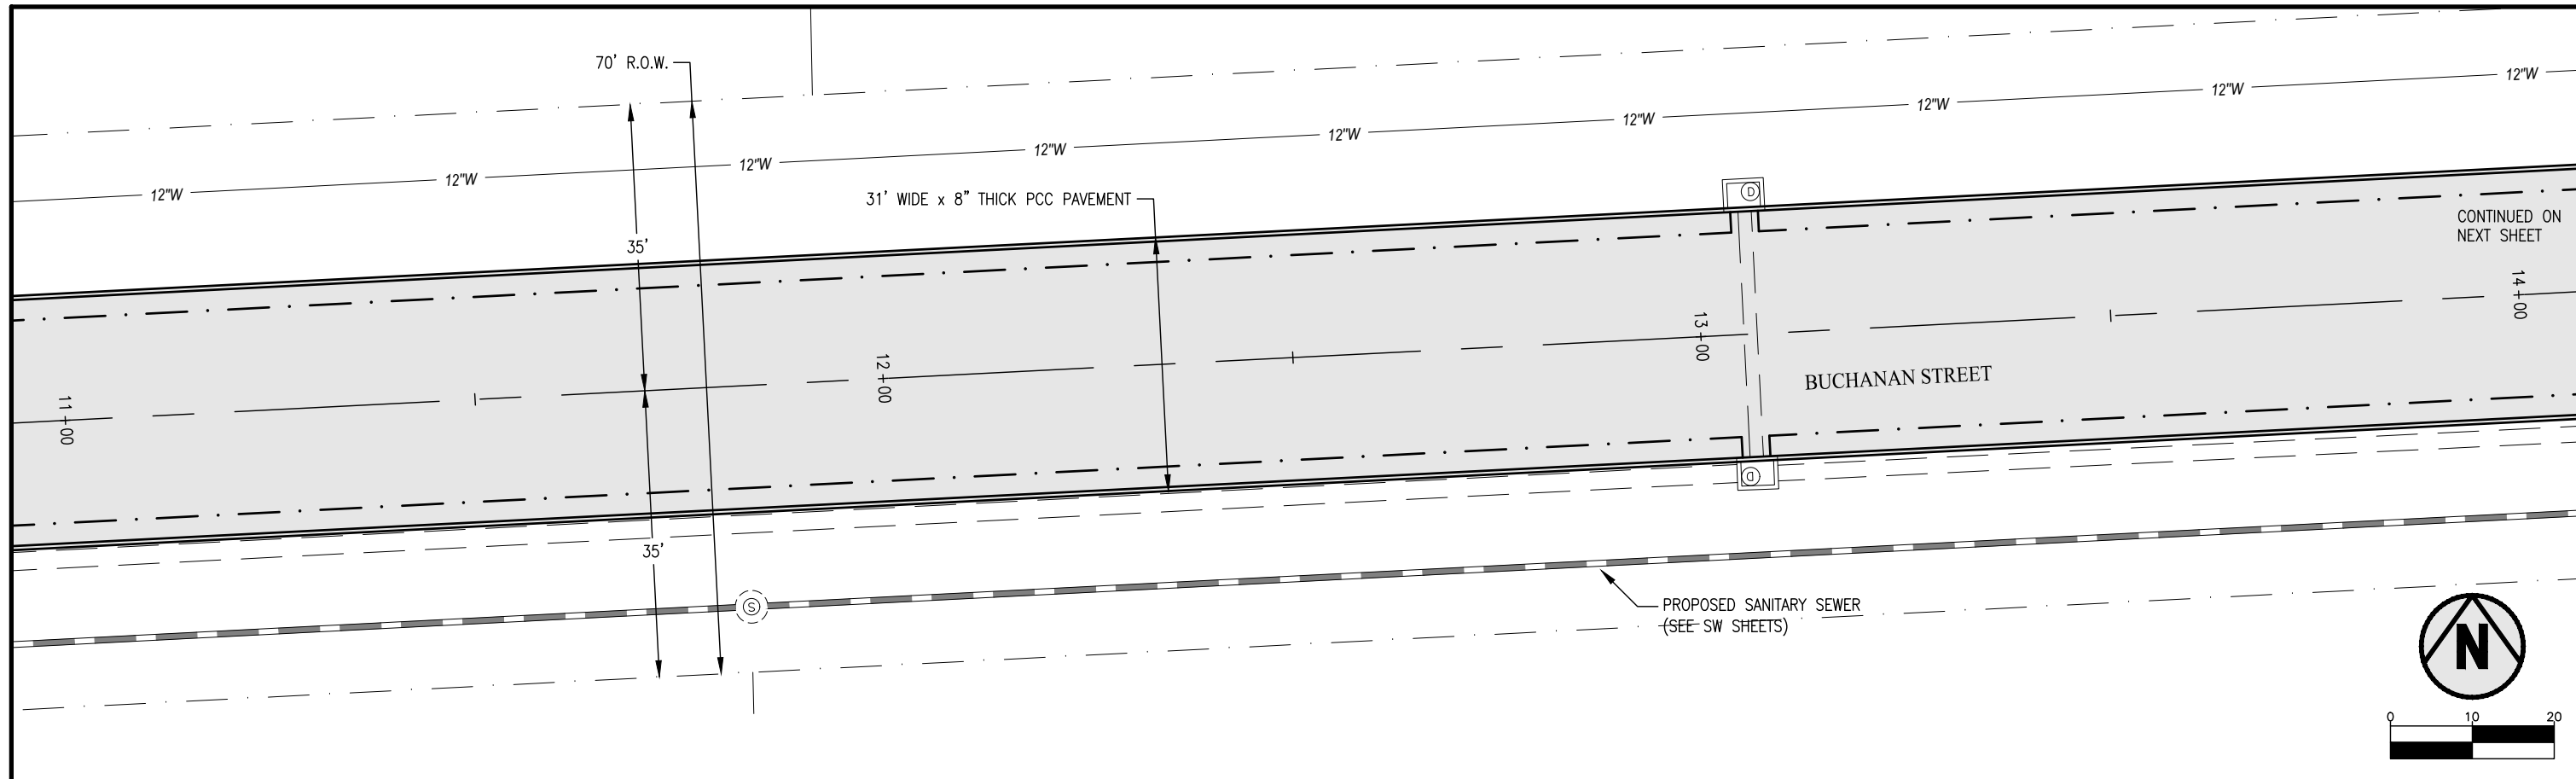 70' R.O.W.
12"W
12"W
12"W
12"W
12"W
12"W
12"W
12"W
12"W
31' WIDE x 8" THICK PCC PAVEMENT
35'
35'
CONTINUED ON
NEXT SHEET
11+00
12+00
13+00
14+00
D
D
BUCHANAN STREET
S
PROPOSED SANITARY SEWER
(SEE SW SHEETS)
N
0 10 20